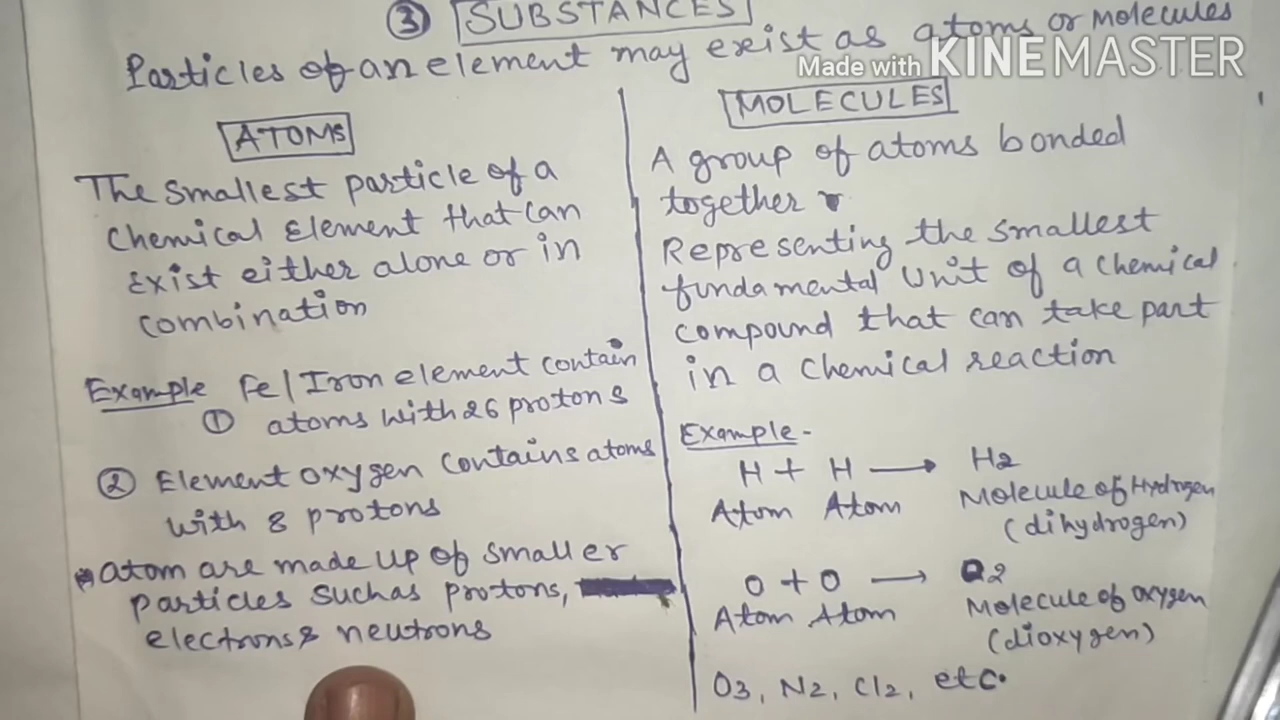 ③ SUBSTANCES
Particles of an element may exist as atoms or Molecules
Made with KINEMASTER
ATOMS
The Smallest particle of a
Chemical Element that Can
Exist either alone or in
Combination
Example Fe / Iron element contain
① atoms with 26 protons
② Element oxygen contains atoms
with 8 protons
atom are made up of smaller
particles such as protons,
electrons & neutrons
MOLECULES
A group of atoms bonded
together
Representing the smallest
fundamental Unit of a Chemical
Compound that can take part
in a Chemical reaction
Example -
H + H → H2
Atom Atom Molecule of Hydrogen
(dihydrogen)
O + O → O2
Atom Atom Molecule of oxygen
(dioxygen)
O3, N2, Cl2, etc.